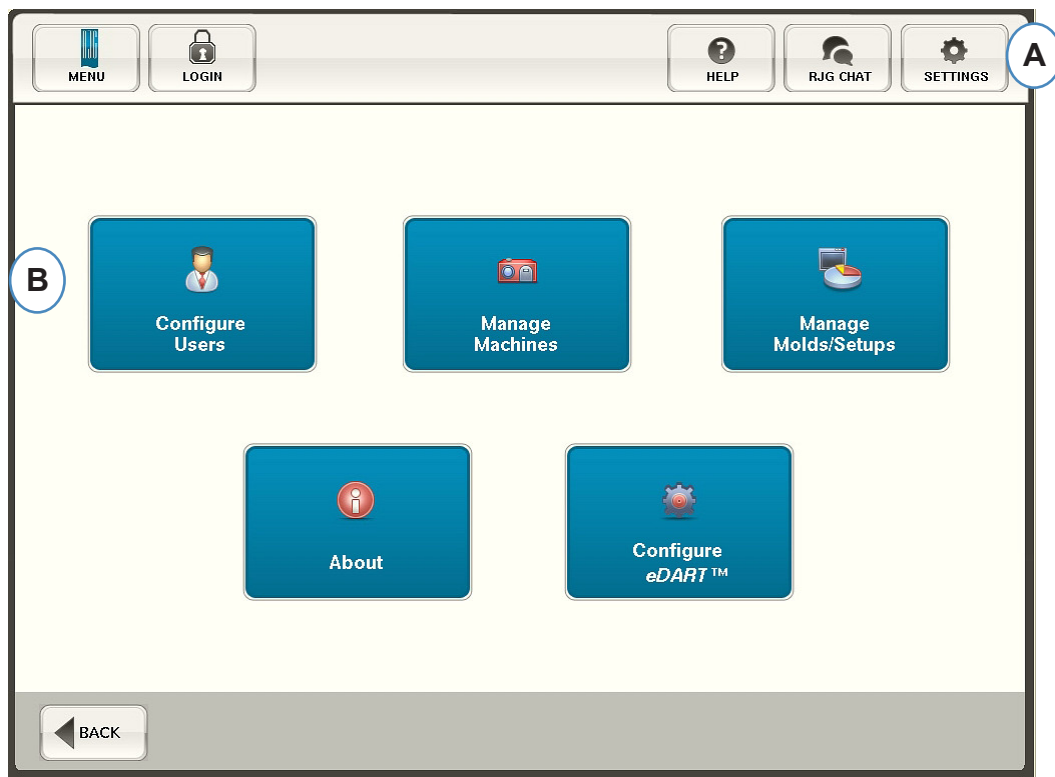 MENU
LOGIN
HELP
RJG CHAT
SETTINGS
A
B
Configure
Users
Manage
Machines
Manage
Molds/Setups
About
Configure
eDART™
BACK